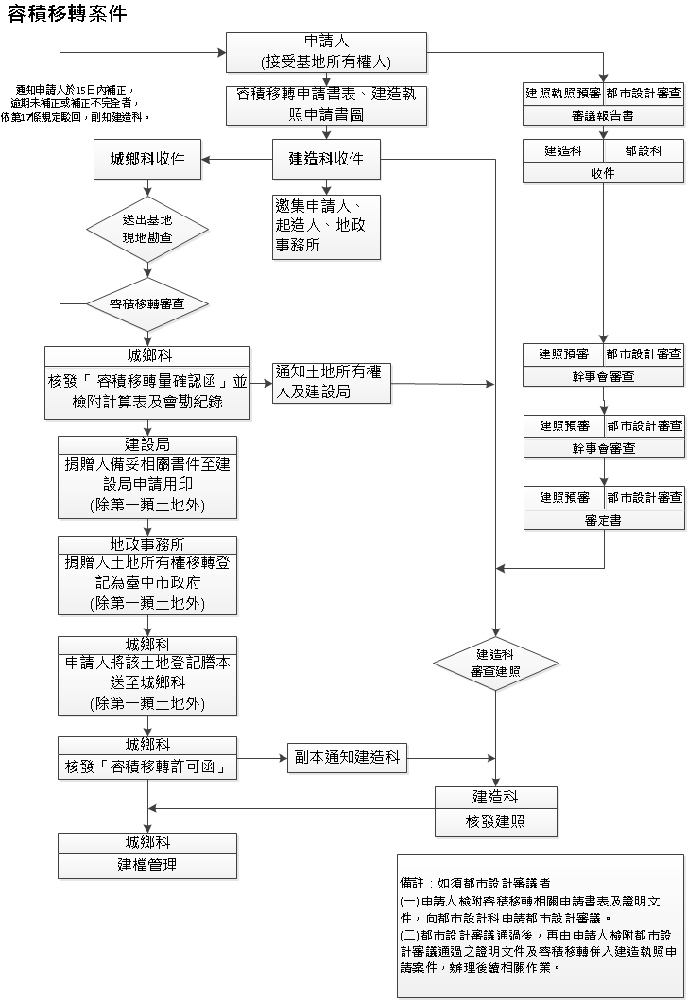 容積移轉案件
申請人
(接受基地所有權人)
通知申請人於15日內補正，
逾期未補正或補正不完全者，
依第17條規定駁回，副知建造科。
容積移轉申請書表、建造執
照申請書圖
建照執照預審
都市設計審查
審議報告書
城鄉科收件
建造科收件
建造科
都設科
收件
送出基地
現地勘查
邀集申請人、
起造人、地政
事務所
容積移轉審查
城鄉科
核發「 容積移轉量確認函」並
檢附計算表及會勘紀錄
通知土地所有權
人及建設局
建照預審
都市設計審查
幹事會審查
建照預審
都市設計審查
幹事會審查
建設局
捐贈人備妥相關書件至建
設局申請用印
(除第一類土地外)
建照預審
都市設計審查
審定書
地政事務所
捐贈人土地所有權移轉登
記為臺中市政府
(除第一類土地外)
城鄉科
申請人將該土地登記謄本
送至城鄉科
(除第一類土地外)
建造科
審查建照
城鄉科
核發「容積移轉許可函」
副本通知建造科
建造科
核發建照
城鄉科
建檔管理
備註：如須都市設計審議者
(一)申請人檢附容積移轉相關申請書表及證明文
件，向都市設計科申請都市設計審議。
(二)都市設計審議通過後，再由申請人檢附都市設
計審議通過之證明文件及容積移轉併入建造執照申
請案件，辦理後續相關作業。